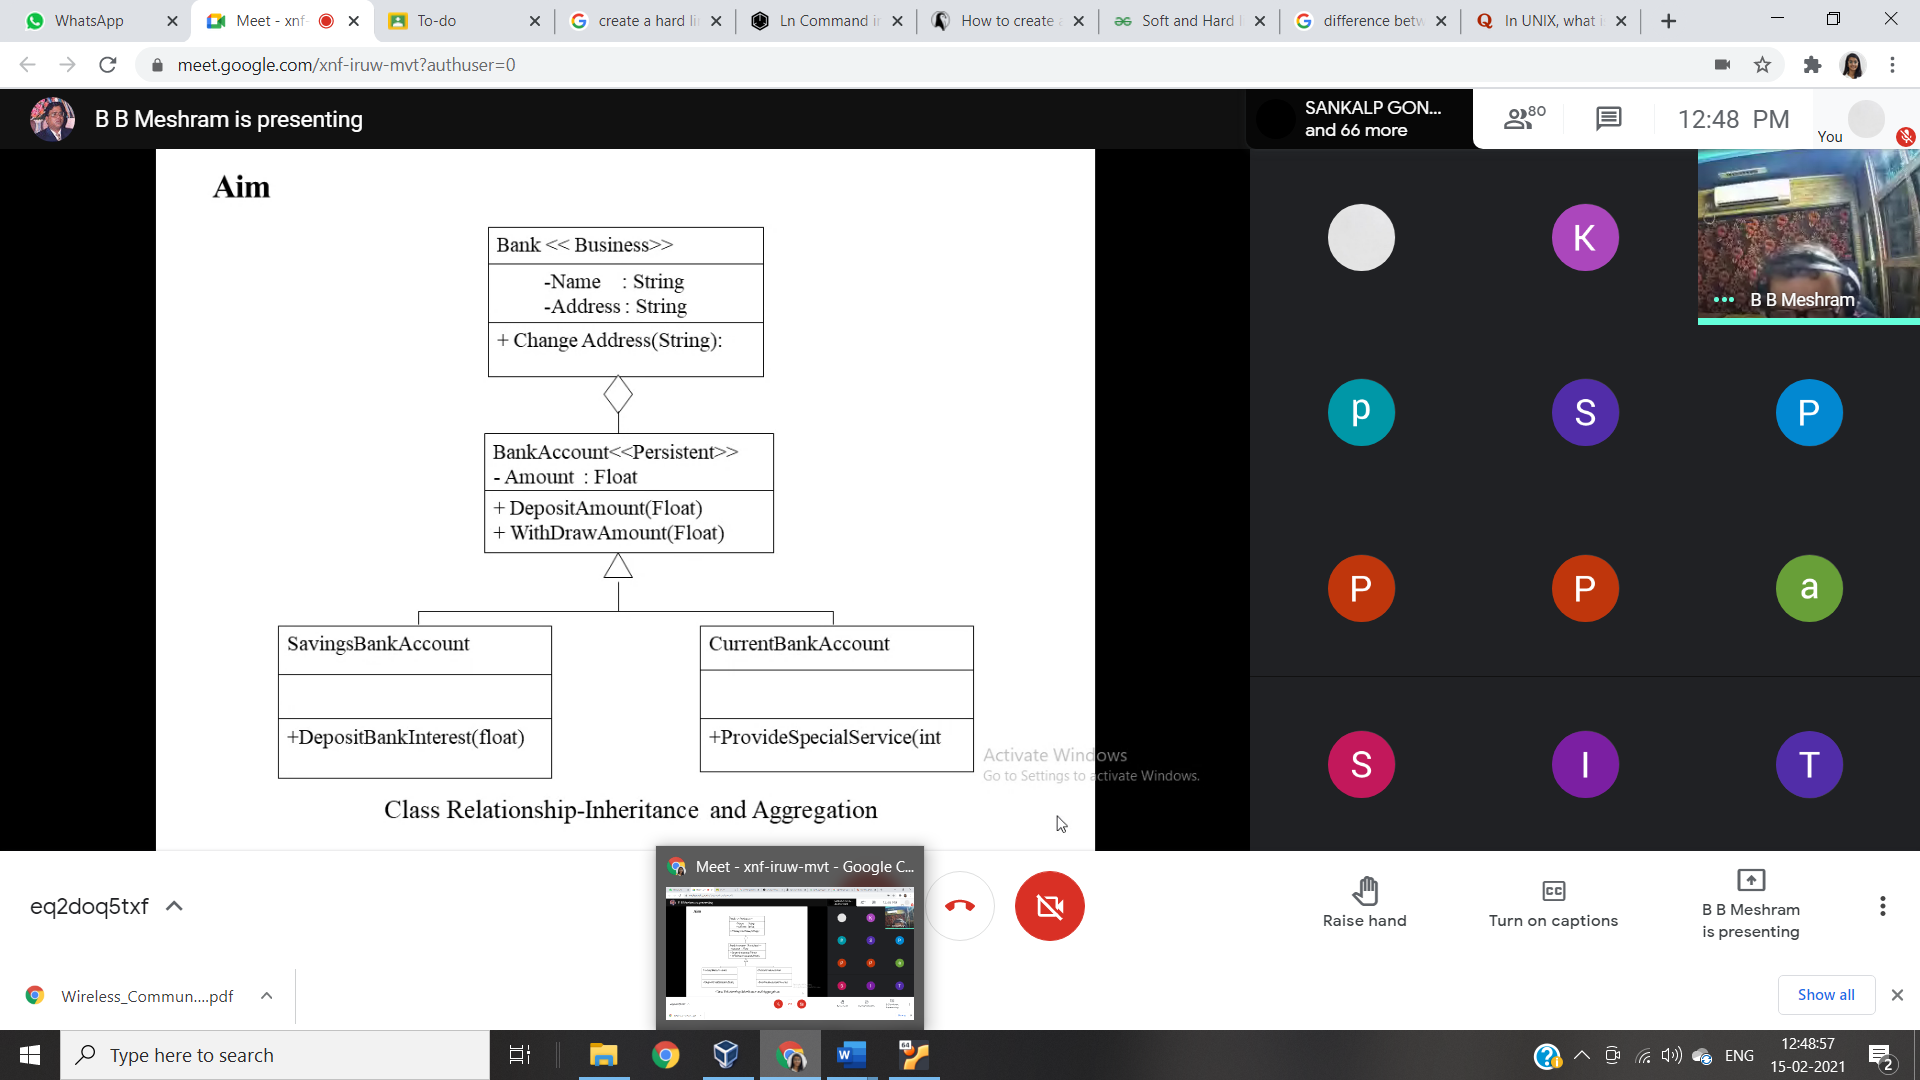 WhatsApp
Meet - xnf-
To-do
create a hard li
Ln Command i
How to create
Soft and Hard
difference betw
In UNIX, what i
meet.google.com/xnf-iruw-mvt?authuser=0
B B Meshram is presenting
SANKALP GON...
and 66 more
80
12:48 PM
You
Aim
Bank << Business>>
-Name : String
-Address : String
+ Change Address(String):
BankAccount<<Persistent>>
- Amount : Float
+ DepositAmount(Float)
+ WithDrawAmount(Float)
SavingsBankAccount
+DepositBankInterest(float)
CurrentBankAccount
+ProvideSpecialService(int
Class Relationship-Inheritance and Aggregation
Activate Windows
Go to Settings to activate Windows.
K
B B Meshram
p
S
P
P
P
a
S
I
T
Meet - xnf-iruw-mvt - Google C...
eq2doq5txf
Raise hand
CC
Turn on captions
B B Meshram
is presenting
Wireless_Commun....pdf
Show all
Type here to search
64
W
ENG
12:48:57
15-02-2021
2